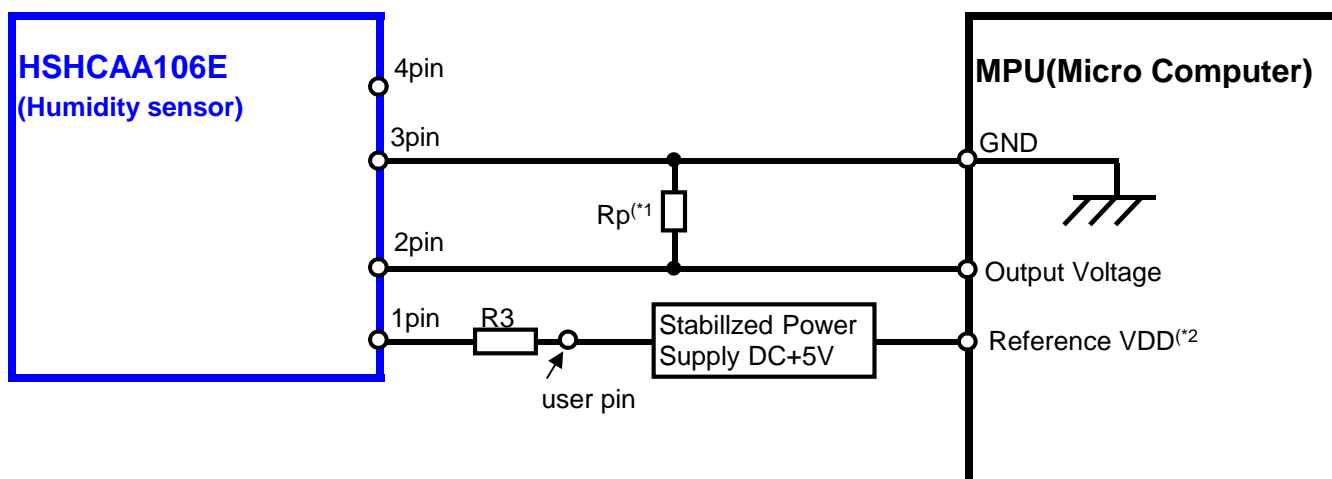 HSHCAA106E
(Humidity sensor)
4pin
3pin
2pin
1pin
Rp(*1
R3
user pin
Stabillzed Power
Supply DC+5V
MPU(Micro Computer)
GND
Output Voltage
Reference VDD(*2